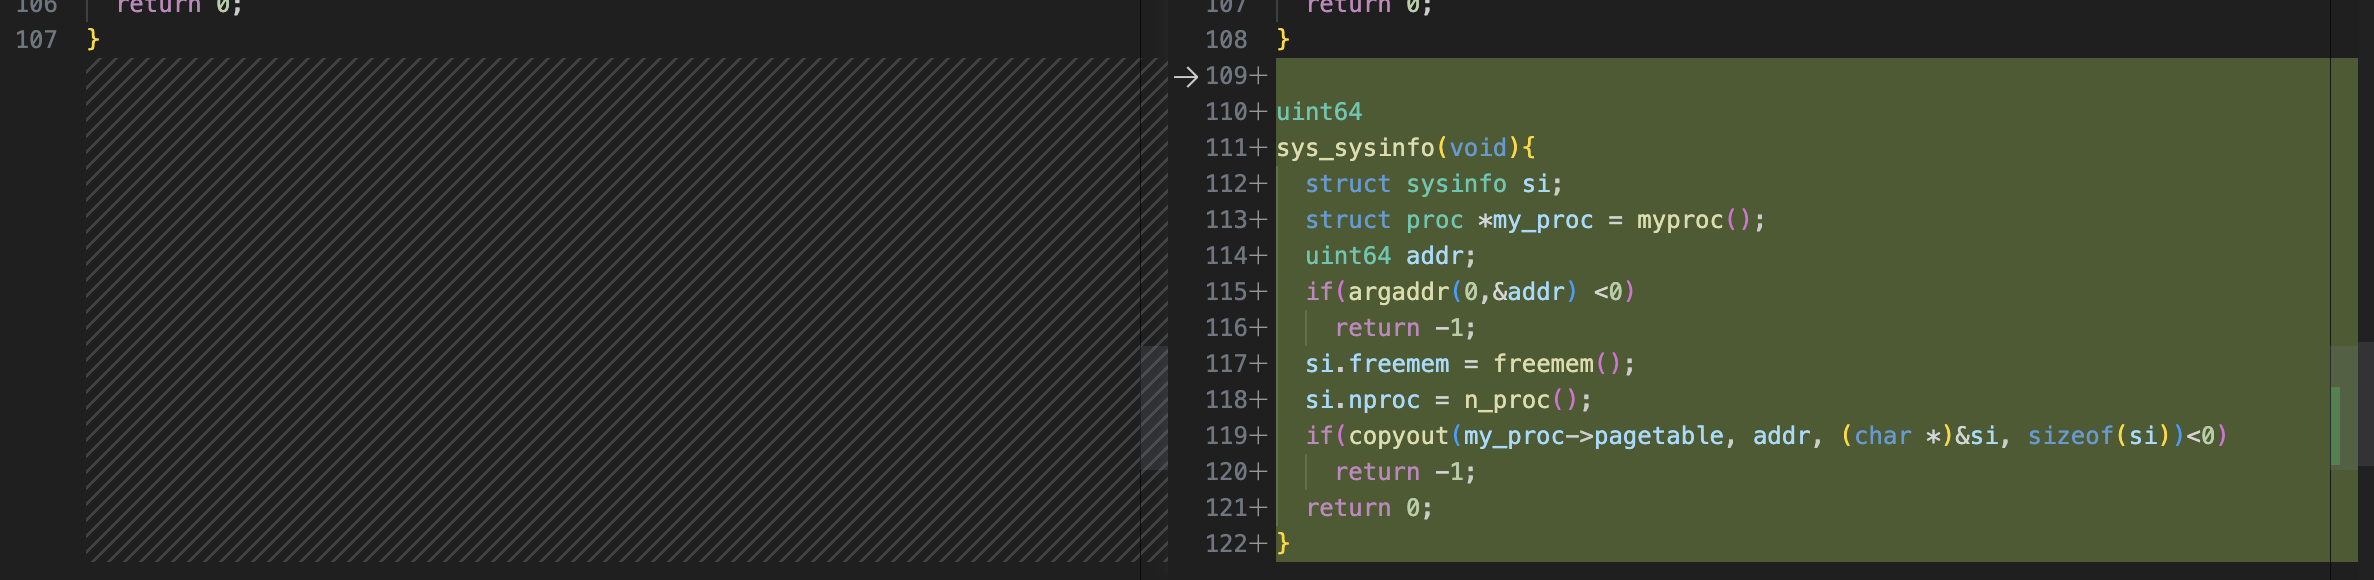 106 return 0;
107 }
107 return 0;
108 }
109+
110+ uint64
111+ sys_sysinfo(void){
112+ struct sysinfo si;
113+ struct proc *my_proc = myproc();
114+ uint64 addr;
115+ if(argaddr(0,&addr) <0)
116+ return -1;
117+ si.freemem = freemem();
118+ si.nproc = n_proc();
119+ if(copyout(my_proc->pagetable, addr, (char *)&si, sizeof(si))<0)
120+ return -1;
121+ return 0;
122+ }